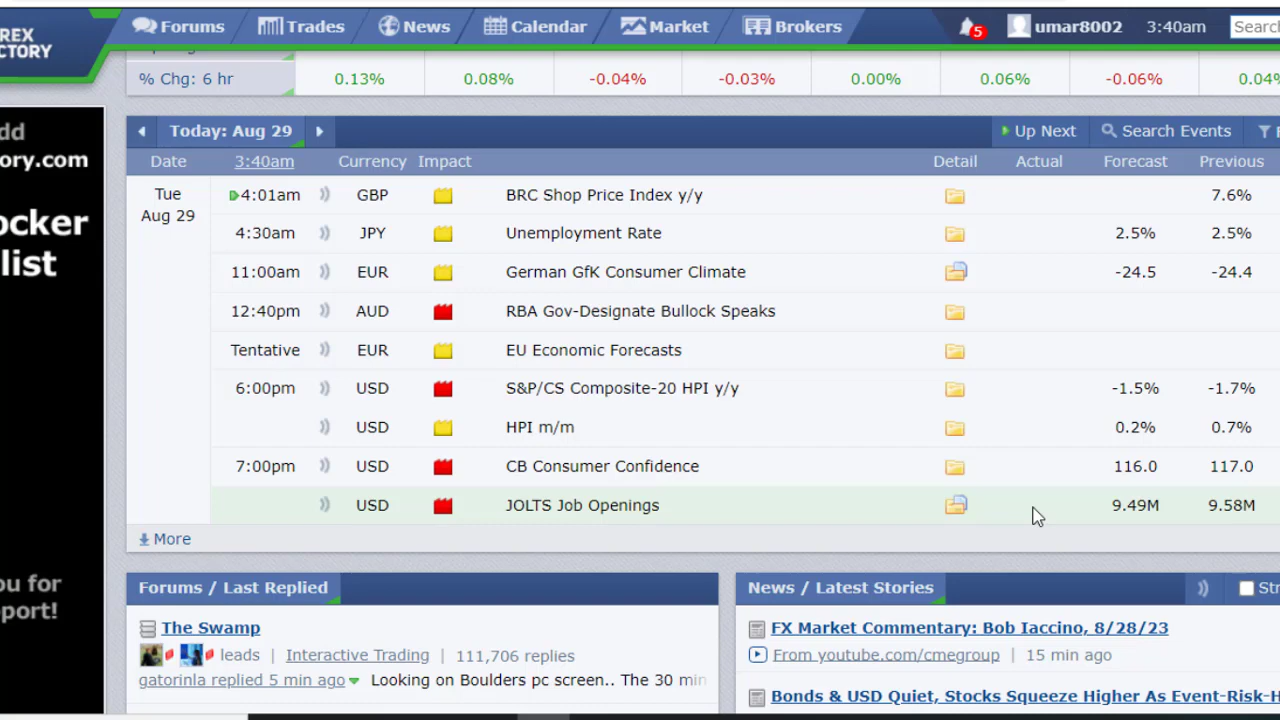 REX
CTORY
Forums
Trades
News
Calendar
Market
Brokers
5
umar8002
3:40am
Searc
% Chg: 6 hr 0.13% 0.08% -0.04% -0.03% 0.00% 0.06% -0.06% 0.04%
dd
ory.com
ocker
list
ou for
port!
Today: Aug 29
Up Next
Search Events
Date 3:40am Currency Impact Detail Actual Forecast Previous
Tue
Aug 29
4:01am GBP BRC Shop Price Index y/y 7.6%
4:30am JPY Unemployment Rate 2.5% 2.5%
11:00am EUR German GfK Consumer Climate -24.5 -24.4
12:40pm AUD RBA Gov-Designate Bullock Speaks
Tentative EUR EU Economic Forecasts
6:00pm USD S&P/CS Composite-20 HPI y/y -1.5% -1.7%
USD HPI m/m 0.2% 0.7%
7:00pm USD CB Consumer Confidence 116.0 117.0
USD JOLTS Job Openings 9.49M 9.58M
More
Forums / Last Replied
The Swamp
leads | Interactive Trading | 111,706 replies
gatorinla replied 5 min ago Looking on Boulders pc screen.. The 30 min
News / Latest Stories
Str
FX Market Commentary: Bob Iaccino, 8/28/23
From youtube.com/cmegroup | 15 min ago
Bonds & USD Quiet, Stocks Squeeze Higher As Event-Risk-H